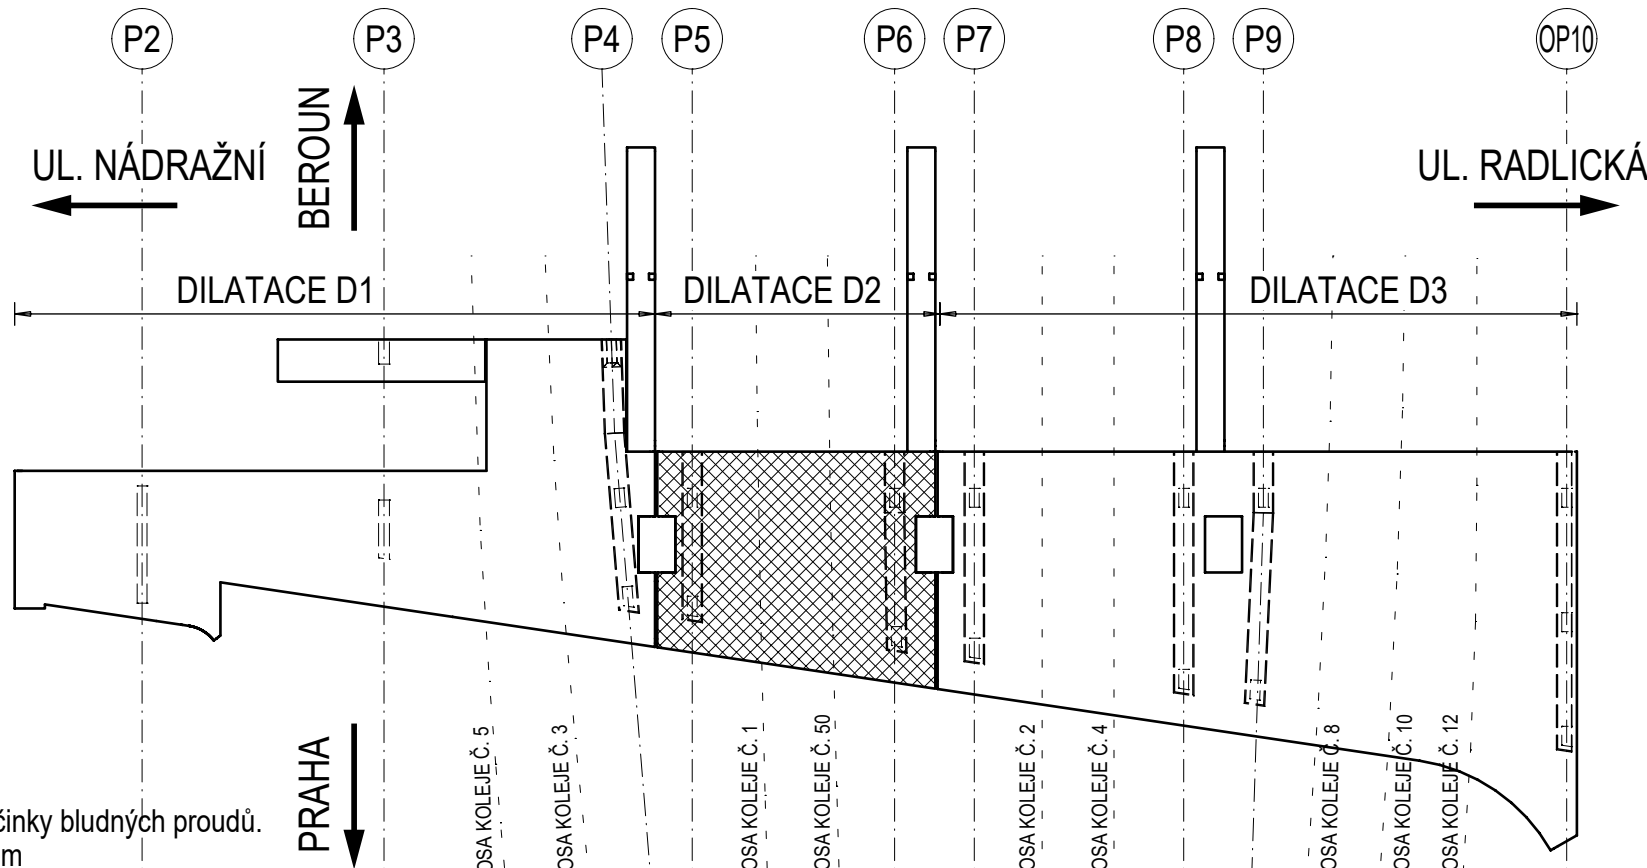 P2
P3
P4
P5
P6
P7
P8
P9
OP10
BEROUN
UL. NÁDRAŽNÍ
UL. RADLICKÁ
DILATACE D1
DILATACE D2
DILATACE D3
OSA KOLEJE Č. 5
OSA KOLEJE Č. 3
OSA KOLEJE Č. 1
OSA KOLEJE Č. 50
OSA KOLEJE Č. 2
OSA KOLEJE Č. 4
OSA KOLEJE Č. 8
OSA KOLEJE Č. 10
OSA KOLEJE Č. 12
PRAHA
činky bludných proudů.
m